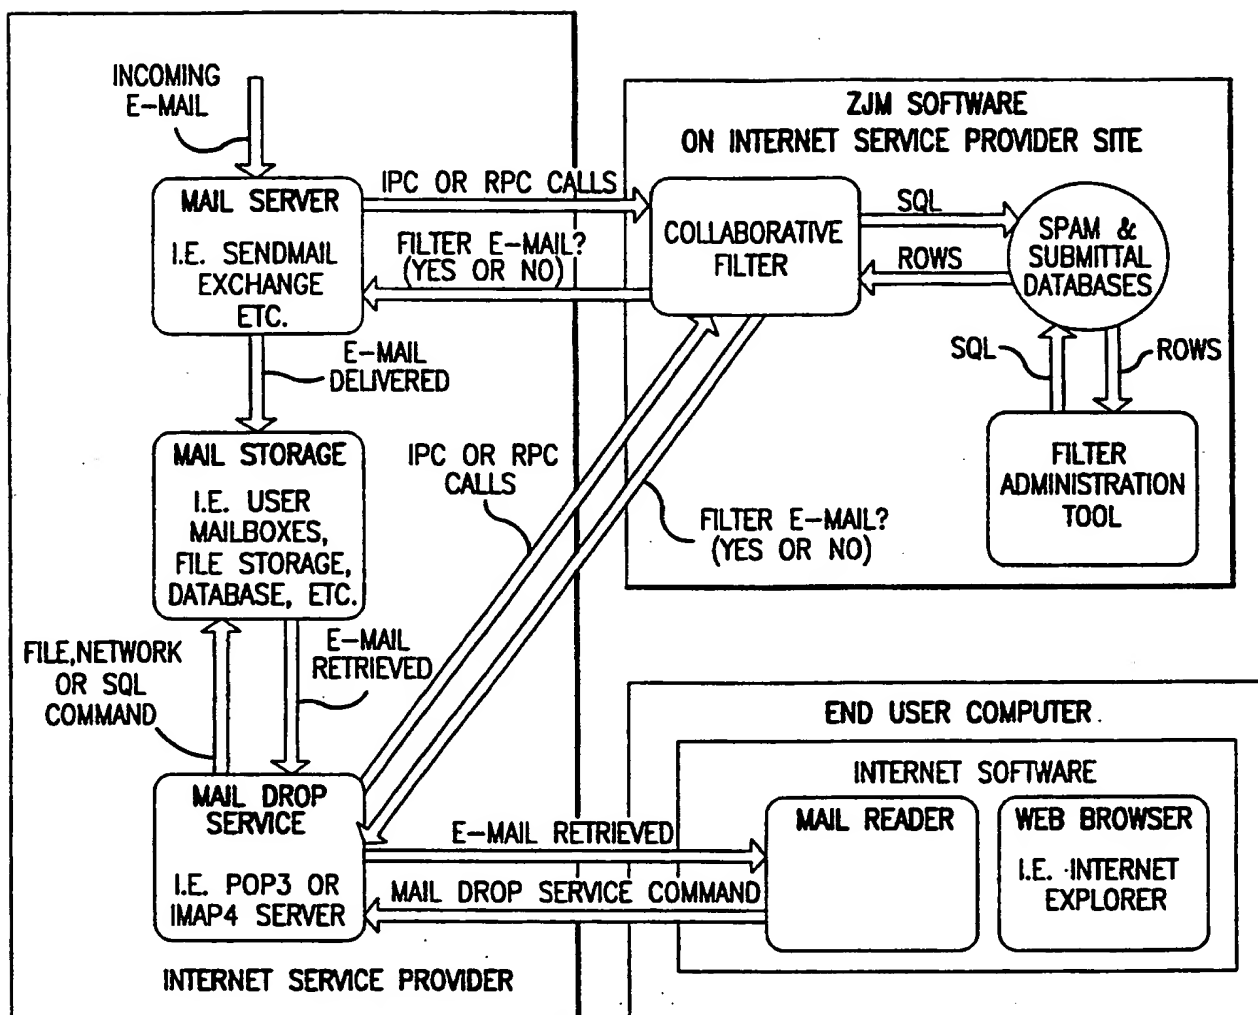 INCOMING
E-MAIL
MAIL SERVER
I.E. SENDMAIL
EXCHANGE
ETC.
IPC OR RPC CALLS
FILTER E-MAIL?
(YES OR NO)
ZJM SOFTWARE
ON INTERNET SERVICE PROVIDER SITE
COLLABORATIVE
FILTER
SQL
ROWS
SPAM &
SUBMITTAL
DATABASES
SQL
ROWS
FILTER
ADMINISTRATION
TOOL
E-MAIL
DELIVERED
MAIL STORAGE
I.E. USER
MAILBOXES,
FILE STORAGE,
DATABASE, ETC.
IPC OR RPC
CALLS
FILTER E-MAIL?
(YES OR NO)
FILE,NETWORK
OR SQL
COMMAND
E-MAIL
RETRIEVED
MAIL DROP
SERVICE
I.E. POP3 OR
IMAP4 SERVER
E-MAIL RETRIEVED
MAIL DROP SERVICE COMMAND
INTERNET SERVICE PROVIDER
END USER COMPUTER
INTERNET SOFTWARE
MAIL READER
WEB BROWSER
I.E. INTERNET
EXPLORER